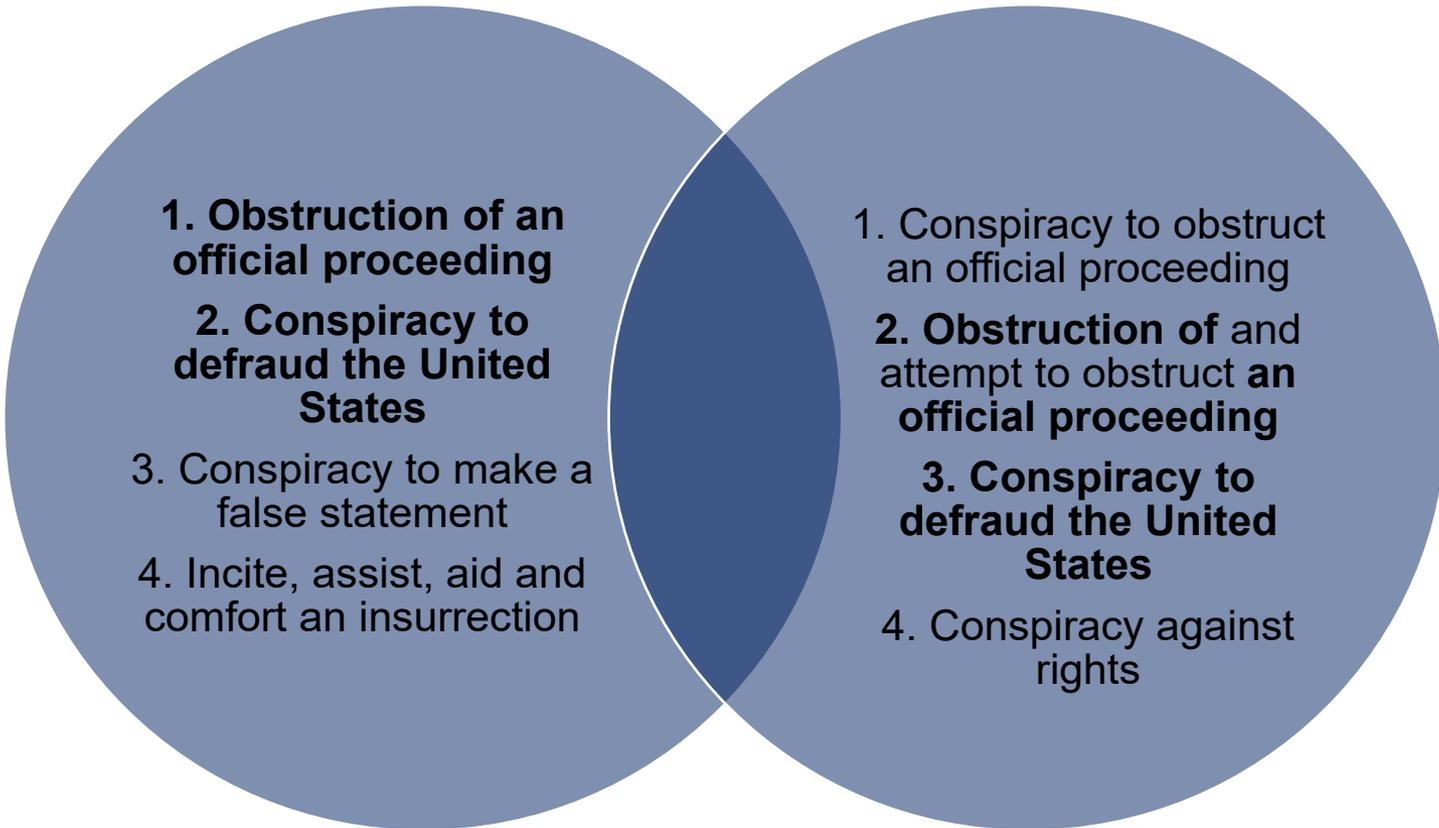 1. Obstruction of an
official proceeding
2. Conspiracy to
defraud the United
States
3. Conspiracy to make a
false statement
4. Incite, assist, aid and
comfort an insurrection
1. Conspiracy to obstruct
an official proceeding
2. Obstruction of and
attempt to obstruct an
official proceeding
3. Conspiracy to
defraud the United
States
4. Conspiracy against
rights